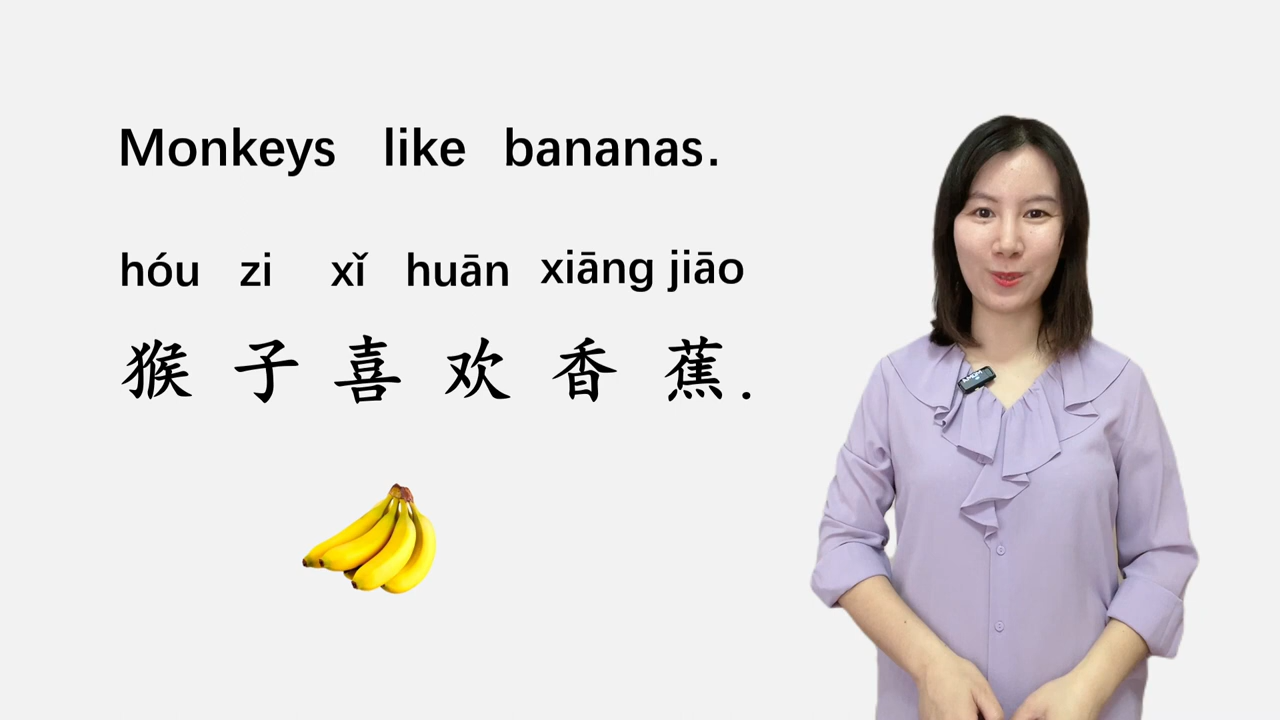 Monkeys like bananas.
hóu zi xǐ huān xiāng jiāo
猴子喜欢香蕉.